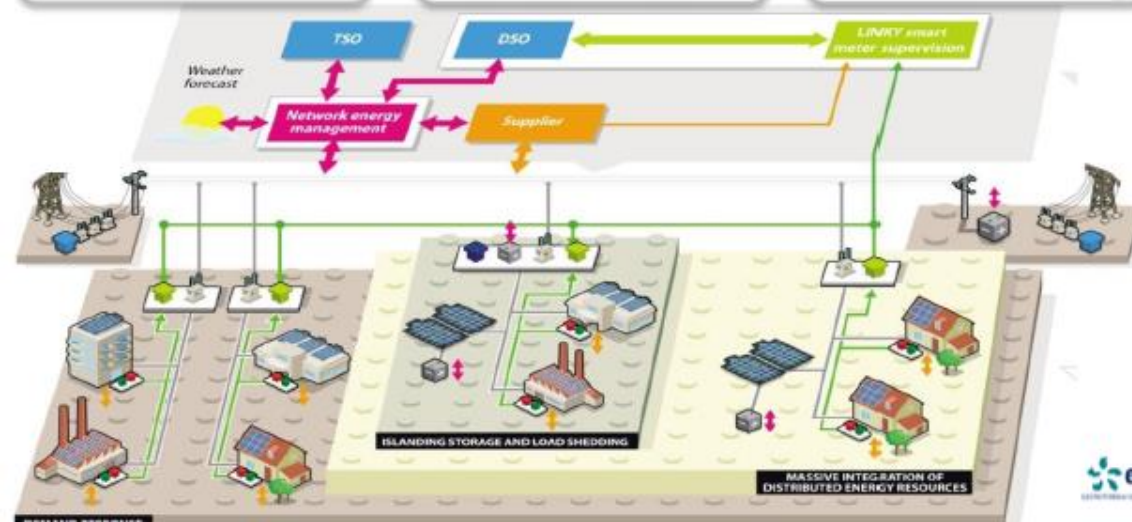 TSO
DSO
LINKY smart
meter supervision
Weather
forecast
Network energy
management
Supplier
ISLANDING STORAGE AND LOAD SHEDDING
MASSIVE INTEGRATION OF
DISTRIBUTED ENERGY RESOURCES